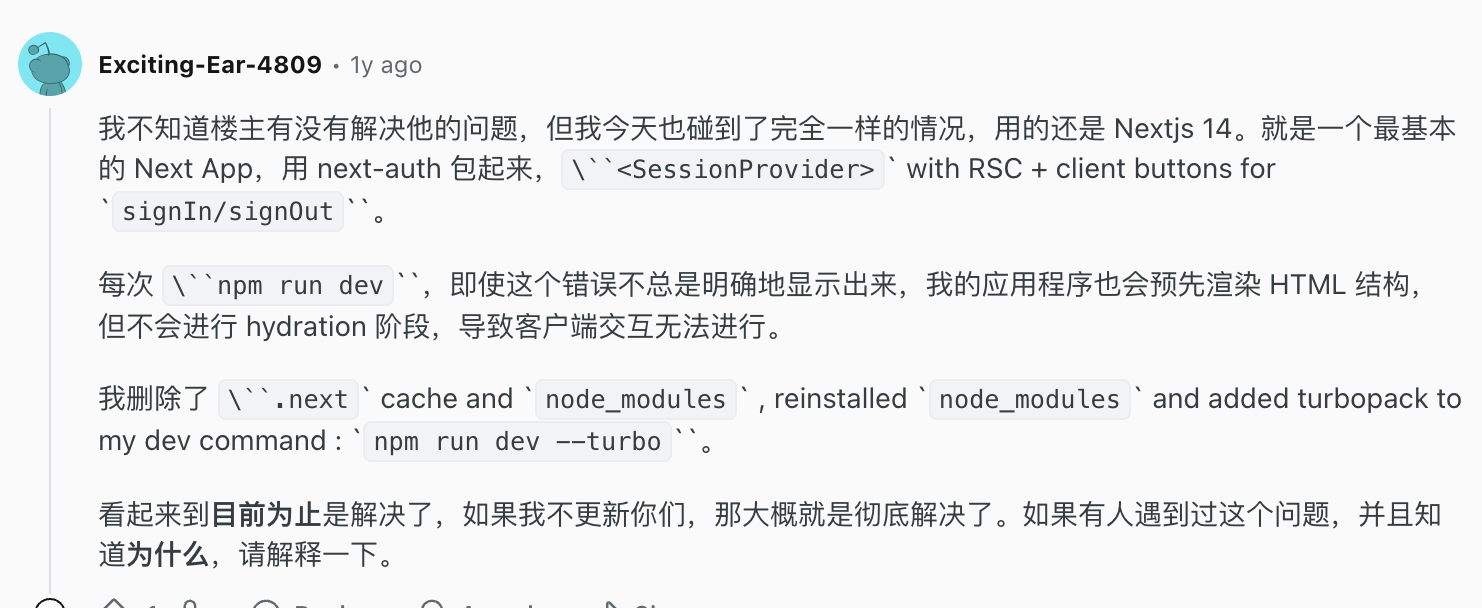 Exciting-Ear-4809 • 1y ago
我不知道楼主有没有解决他的问题，但我今天也碰到了完全一样的情况，用的还是 Nextjs 14。就是一个最基本
的 Next App，用 next-auth 包起来，\``<SessionProvider>` with RSC + client buttons for
`signIn/signOut``。
每次 \``npm run dev``，即使这个错误不总是明确地显示出来，我的应用程序也会预先渲染 HTML 结构，
但不会进行 hydration 阶段，导致客户端交互无法进行。
我删除了 \``.next` cache and `node_modules` , reinstalled `node_modules` and added turbopack to
my dev command : `npm run dev --turbo``。
看起来到目前为止是解决了，如果我不更新你们，那大概就是彻底解决了。如果有人遇到过这个问题，并且知
道为什么，请解释一下。